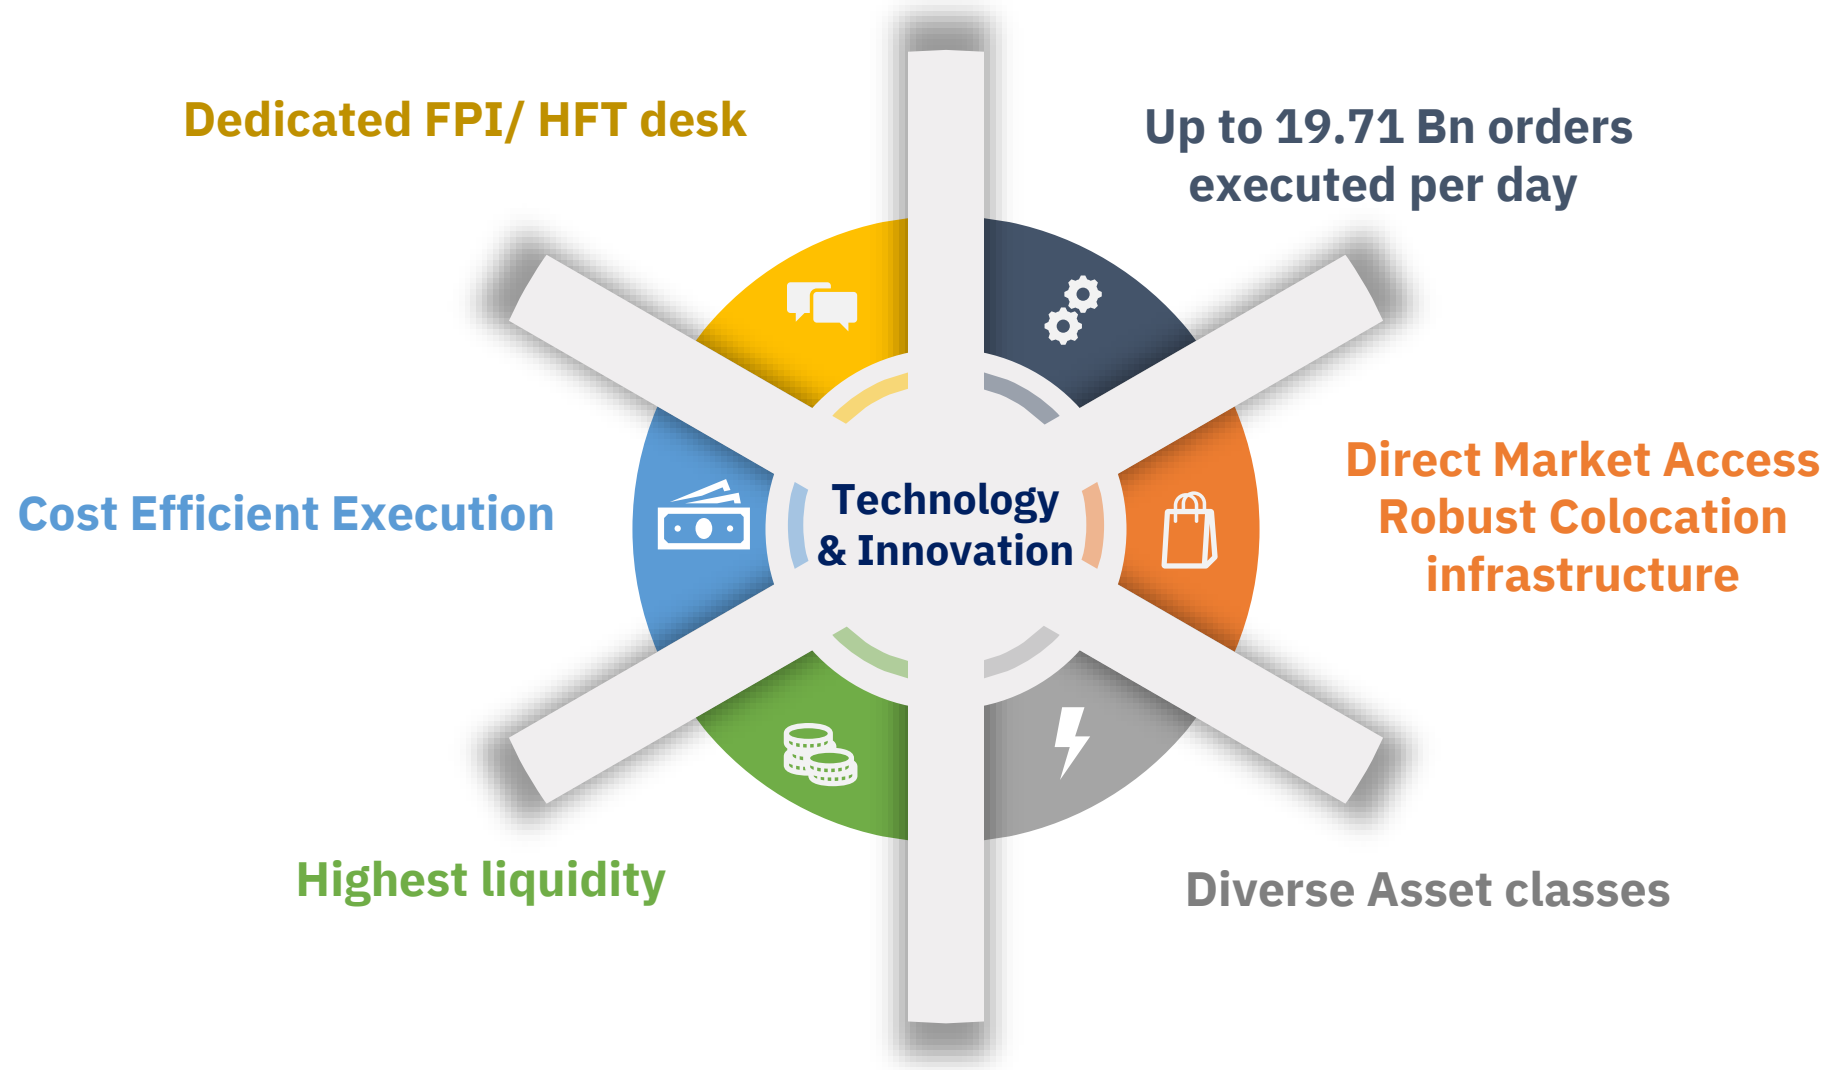 Dedicated FPI/ HFT desk
Up to 19.71 Bn orders
executed per day
Cost Efficient Execution
Technology
& Innovation
Direct Market Access
Robust Colocation
infrastructure
Highest liquidity
Diverse Asset classes